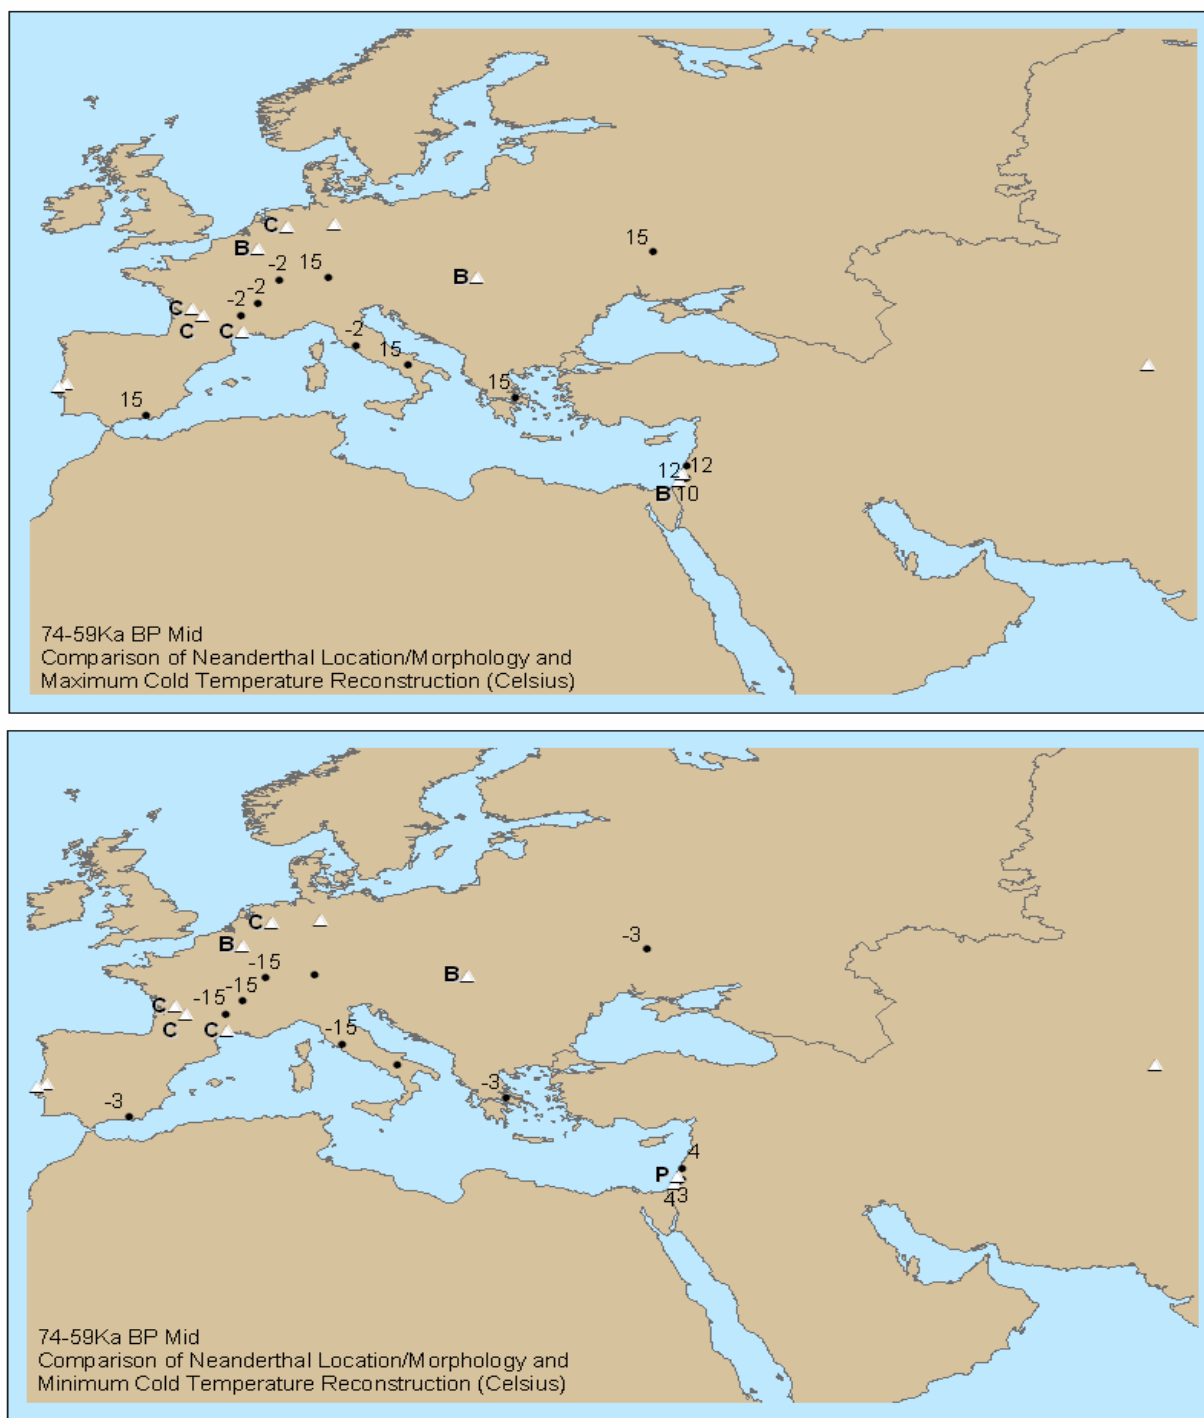 C
B
-2
15
15
B
-2
-2
C
C
C
-2
15
15
15
12
12
B
10
74-59Ka BP Mid
Comparison of Neanderthal Location/Morphology and
Maximum Cold Temperature Reconstruction (Celsius)
C
B
-3
-15
B
-15
-15
C
C
C
-15
-3
-3
4
P
4
3
74-59Ka BP Mid
Comparison of Neanderthal Location/Morphology and
Minimum Cold Temperature Reconstruction (Celsius)